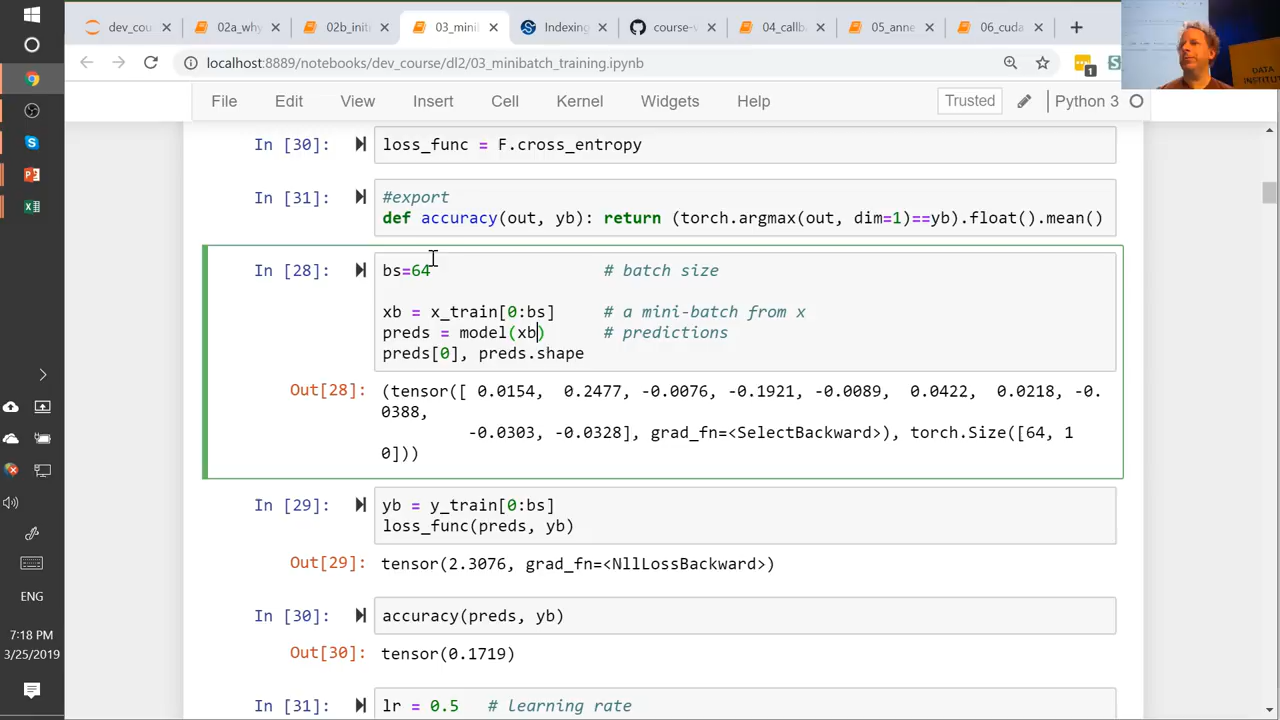 dev_cou
02a_why
02b_initi
03_mini
Indexing
course-v
04_callb
05_anne
06_cuda
localhost:8889/notebooks/dev_course/dl2/03_minibatch_training.ipynb
1
S
DATA
INSTITUTE
File Edit View Insert Cell Kernel Widgets Help Trusted Python 3
In [30]: loss_func = F.cross_entropy
In [31]: #export
def accuracy(out, yb): return (torch.argmax(out, dim=1)==yb).float().mean()
In [28]: bs=64 # batch size
xb = x_train[0:bs] # a mini-batch from x
preds = model(xb) # predictions
preds[0], preds.shape
Out[28]: (tensor([ 0.0154, 0.2477, -0.0076, -0.1921, -0.0089, 0.0422, 0.0218, -0.
0388,
-0.0303, -0.0328], grad_fn=<SelectBackward>), torch.Size([64, 1
0]))
In [29]: yb = y_train[0:bs]
loss_func(preds, yb)
Out[29]: tensor(2.3076, grad_fn=<NllLossBackward>)
In [30]: accuracy(preds, yb)
Out[30]: tensor(0.1719)
In [31]: lr = 0.5 # learning rate
ENG
7:18 PM
3/25/2019